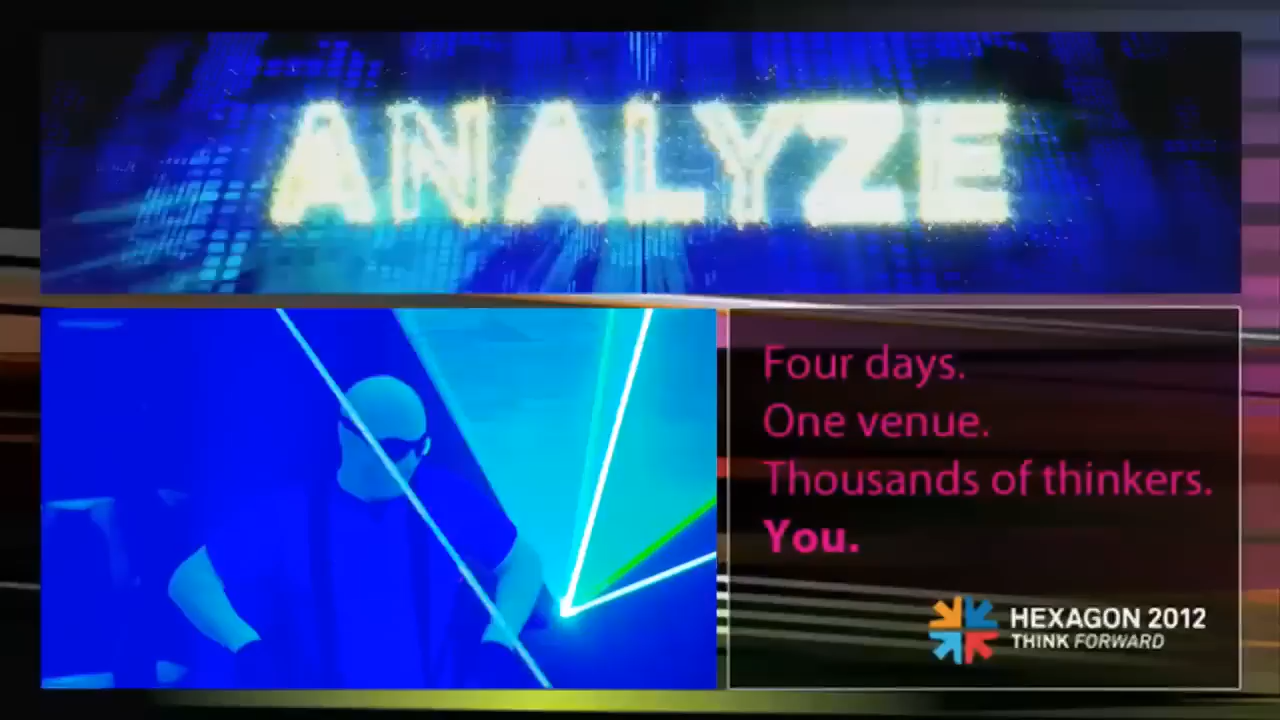 ANALYZE
Four days.
One venue.
Thousands of thinkers.
You.
HEXAGON 2012
THINK FORWARD